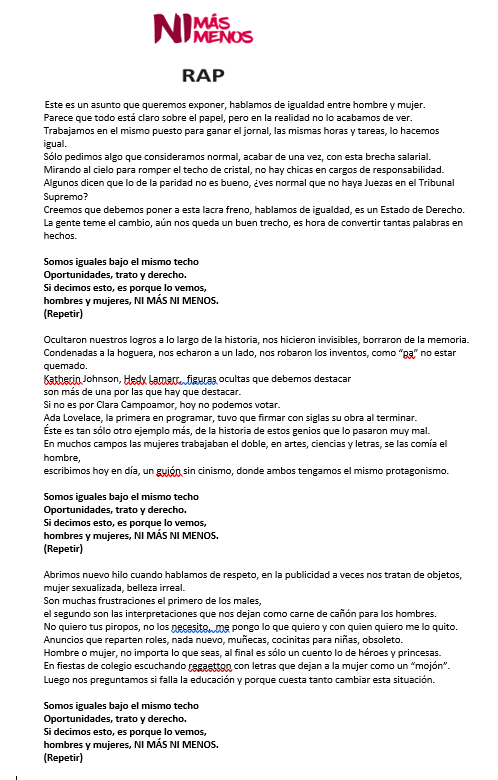 NI MÁS
MENOS
RAP
Este es un asunto que queremos exponer, hablamos de igualdad entre hombre y mujer.
Parece que todo está claro sobre el papel, pero en la realidad no lo acabamos de ver.
Trabajamos en el mismo puesto para ganar el jornal, las mismas horas y tareas, lo hacemos
igual.
Sólo pedimos algo que consideramos normal, acabar de una vez, con esta brecha salarial.
Mirando al cielo para romper el techo de cristal, no hay chicas en cargos de responsabilidad.
Algunos dicen que lo de la paridad no es bueno, ¿ves normal que no haya Juezas en el Tribunal
Supremo?
Creemos que debemos poner a esta lacra freno, hablamos de igualdad, es un Estado de Derecho.
La gente teme el cambio, aún nos queda un buen trecho, es hora de convertir tantas palabras en
hechos.
Somos iguales bajo el mismo techo
Oportunidades, trato y derecho.
Si decimos esto, es porque lo vemos,
hombres y mujeres, NI MÁS NI MENOS.
(Repetir)
Ocultaron nuestros logros a lo largo de la historia, nos hicieron invisibles, borraron de la memoria.
Condenadas a la hoguera, nos echaron a un lado, nos robaron los inventos, como "pa" no estar
quemado.
Katherin Johnson, Hedy Lamarr, figuras ocultas que debemos destacar
son más de una por las que hay que destacar.
Si no es por Clara Campoamor, hoy no podemos votar.
Ada Lovelace, la primera en programar, tuvo que firmar con siglas su obra al terminar.
Éste es tan sólo otro ejemplo más, de la historia de estos genios que lo pasaron muy mal.
En muchos campos las mujeres trabajaban el doble, en artes, ciencias y letras, se las comía el
hombre,
escribimos hoy en día, un guión sin cinismo, donde ambos tengamos el mismo protagonismo.
Somos iguales bajo el mismo techo
Oportunidades, trato y derecho.
Si decimos esto, es porque lo vemos,
hombres y mujeres, NI MÁS NI MENOS.
(Repetir)
Abrimos nuevo hilo cuando hablamos de respeto, en la publicidad a veces nos tratan de objetos,
mujer sexualizada, belleza irreal.
Son muchas frustraciones el primero de los males,
el segundo son las interpretaciones que nos dejan como carne de cañón para los hombres.
No quiero tus piropos, no los necesito, me pongo lo que quiero y con quien quiero me lo quito.
Anuncios que reparten roles, nada nuevo, muñecas, cocinitas para niñas, obsoleto.
Hombre o mujer, no importa lo que seas, al final es sólo un cuento lo de héroes y princesas.
En fiestas de colegio escuchando reggaetton con letras que dejan a la mujer como un "mojón".
Luego nos preguntamos si falla la educación y porque cuesta tanto cambiar esta situación.
Somos iguales bajo el mismo techo
Oportunidades, trato y derecho.
Si decimos esto, es porque lo vemos,
hombres y mujeres, NI MÁS NI MENOS.
(Repetir)